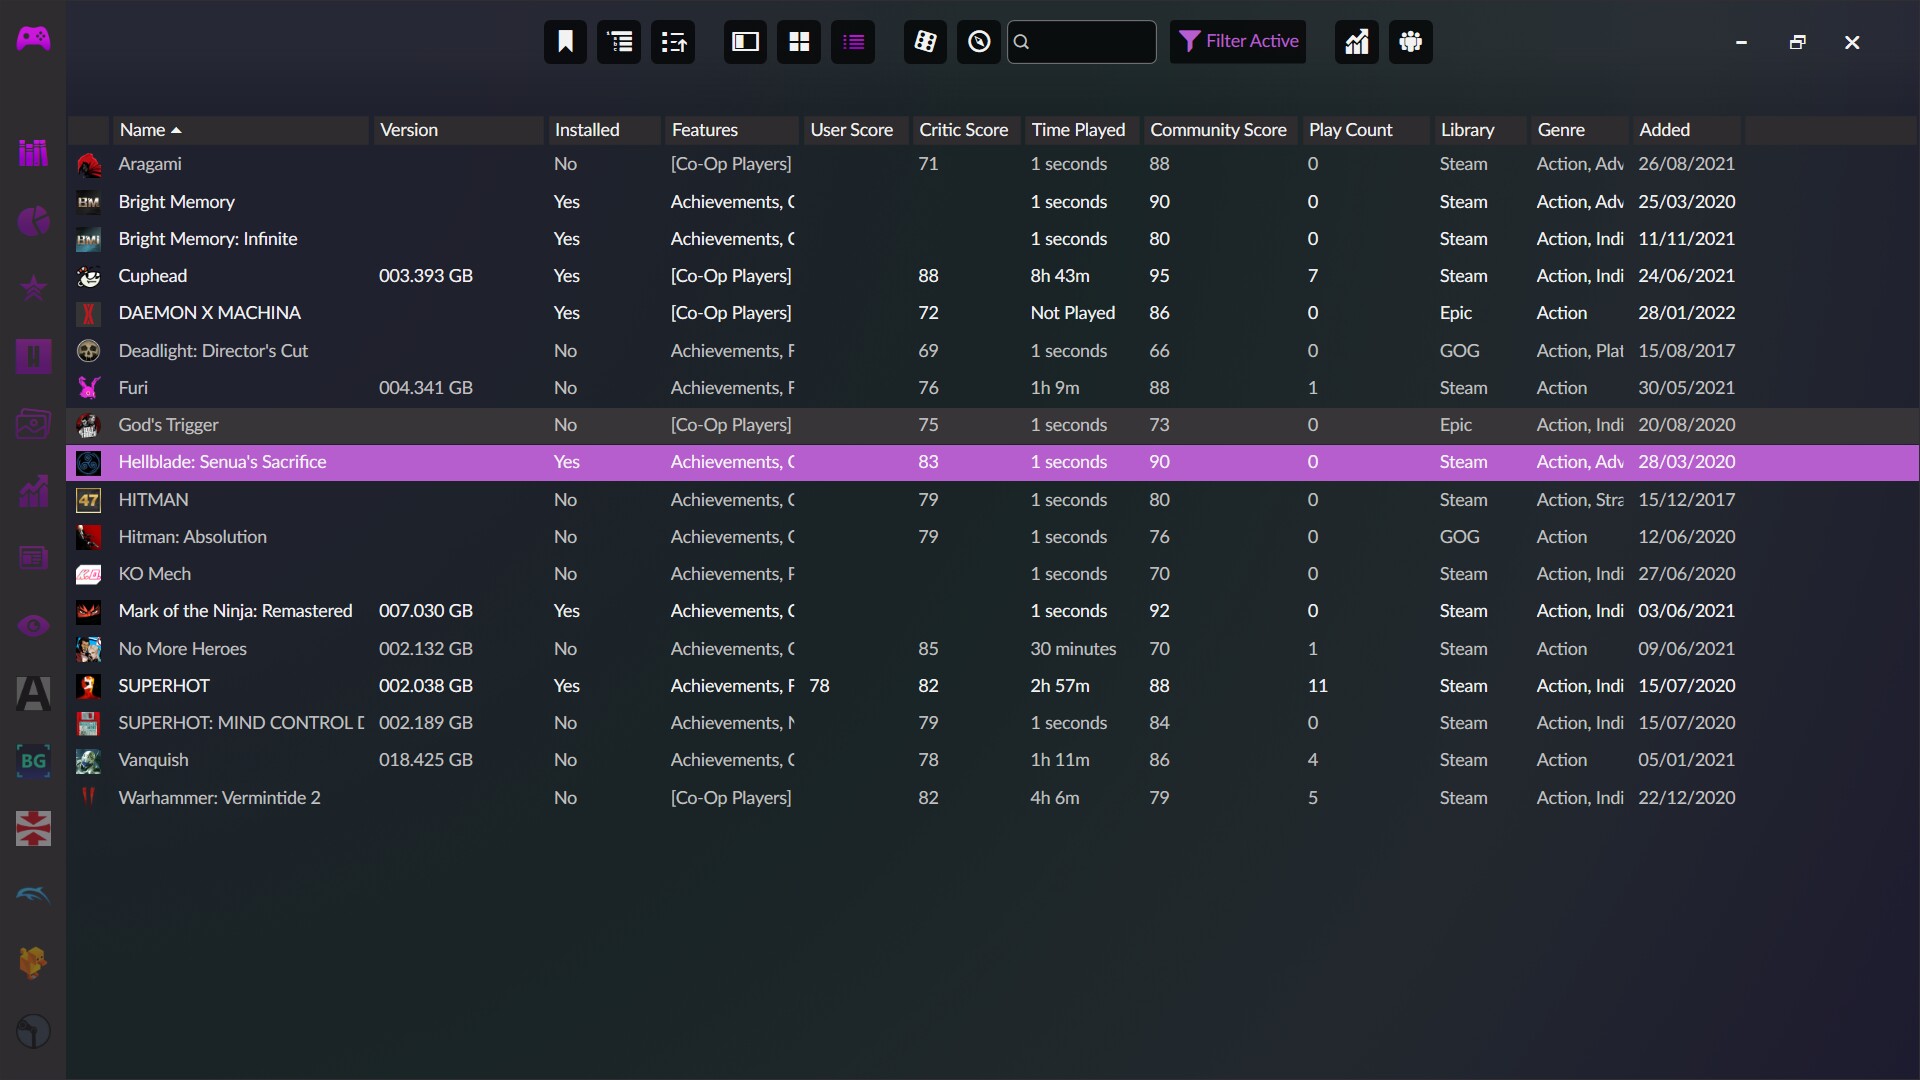 Filter Active
Name Version Installed Features User Score Critic Score Time Played Community Score Play Count Library Genre Added
Aragami No [Co-Op Players] 71 1 seconds 88 0 Steam Action, Adv 26/08/2021
BM Bright Memory Yes Achievements, C 1 seconds 90 0 Steam Action, Adv 25/03/2020
BMI Bright Memory: Infinite Yes Achievements, C 1 seconds 80 0 Steam Action, Indi 11/11/2021
Cuphead 003.393 GB Yes [Co-Op Players] 88 8h 43m 95 7 Steam Action, Indi 24/06/2021
DAEMON X MACHINA Yes [Co-Op Players] 72 Not Played 86 0 Epic Action 28/01/2022
Deadlight: Director's Cut No Achievements, F 69 1 seconds 66 0 GOG Action, Plat 15/08/2017
Furi 004.341 GB No Achievements, F 76 1h 9m 88 1 Steam Action 30/05/2021
God's Trigger No [Co-Op Players] 75 1 seconds 73 0 Epic Action, Indi 20/08/2020
Hellblade: Senua's Sacrifice Yes Achievements, C 83 1 seconds 90 0 Steam Action, Adv 28/03/2020
47 HITMAN No Achievements, C 79 1 seconds 80 0 Steam Action, Stra 15/12/2017
Hitman: Absolution No Achievements, C 79 1 seconds 76 0 GOG Action 12/06/2020
K.O. KO Mech No Achievements, F 1 seconds 70 0 Steam Action, Indi 27/06/2020
Mark of the Ninja: Remastered 007.030 GB Yes Achievements, C 1 seconds 92 0 Steam Action, Indi 03/06/2021
No More Heroes 002.132 GB No Achievements, C 85 30 minutes 70 1 Steam Action 09/06/2021
SUPERHOT 002.038 GB Yes Achievements, F 78 82 2h 57m 88 11 Steam Action, Indi 15/07/2020
A
SUPERHOT: MIND CONTROL D 002.189 GB No Achievements, N 79 1 seconds 84 0 Steam Action, Indi 15/07/2020
BG
Vanquish 018.425 GB No Achievements, C 78 1h 11m 86 4 Steam Action 05/01/2021
Warhammer: Vermintide 2 No [Co-Op Players] 82 4h 6m 79 5 Steam Action, Indi 22/12/2020